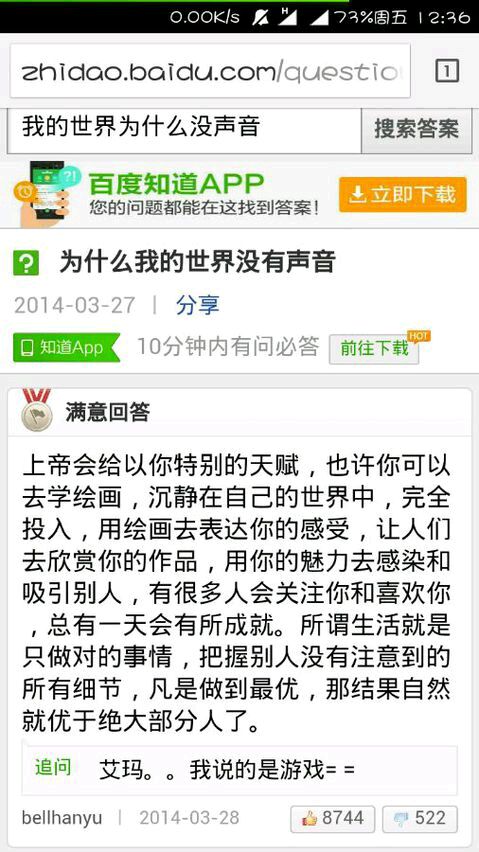 0.00K/s H 73%周五 12:36
zhidao.baidu.com/questio
1
我的世界为什么没声音 搜索答案
?!
百度知道APP
您的问题都能在这找到答案！
立即下载
? 为什么我的世界没有声音
2014-03-27 | 分享
知道App 10分钟内有问必答 前往下载 HOT
满意回答
上帝会给以你特别的天赋，也许你可以
去学绘画，沉静在自己的世界中，完全
投入，用绘画去表达你的感受，让人们
去欣赏你的作品，用你的魅力去感染和
吸引别人，有很多人会关注你和喜欢你
，总有一天会有所成就。所谓生活就是
只做对的事情，把握别人没有注意到的
所有细节，凡是做到最优，那结果自然
就优于绝大部分人了。
追问 艾玛。。我说的是游戏= =
bellhanyu | 2014-03-28 8744 522